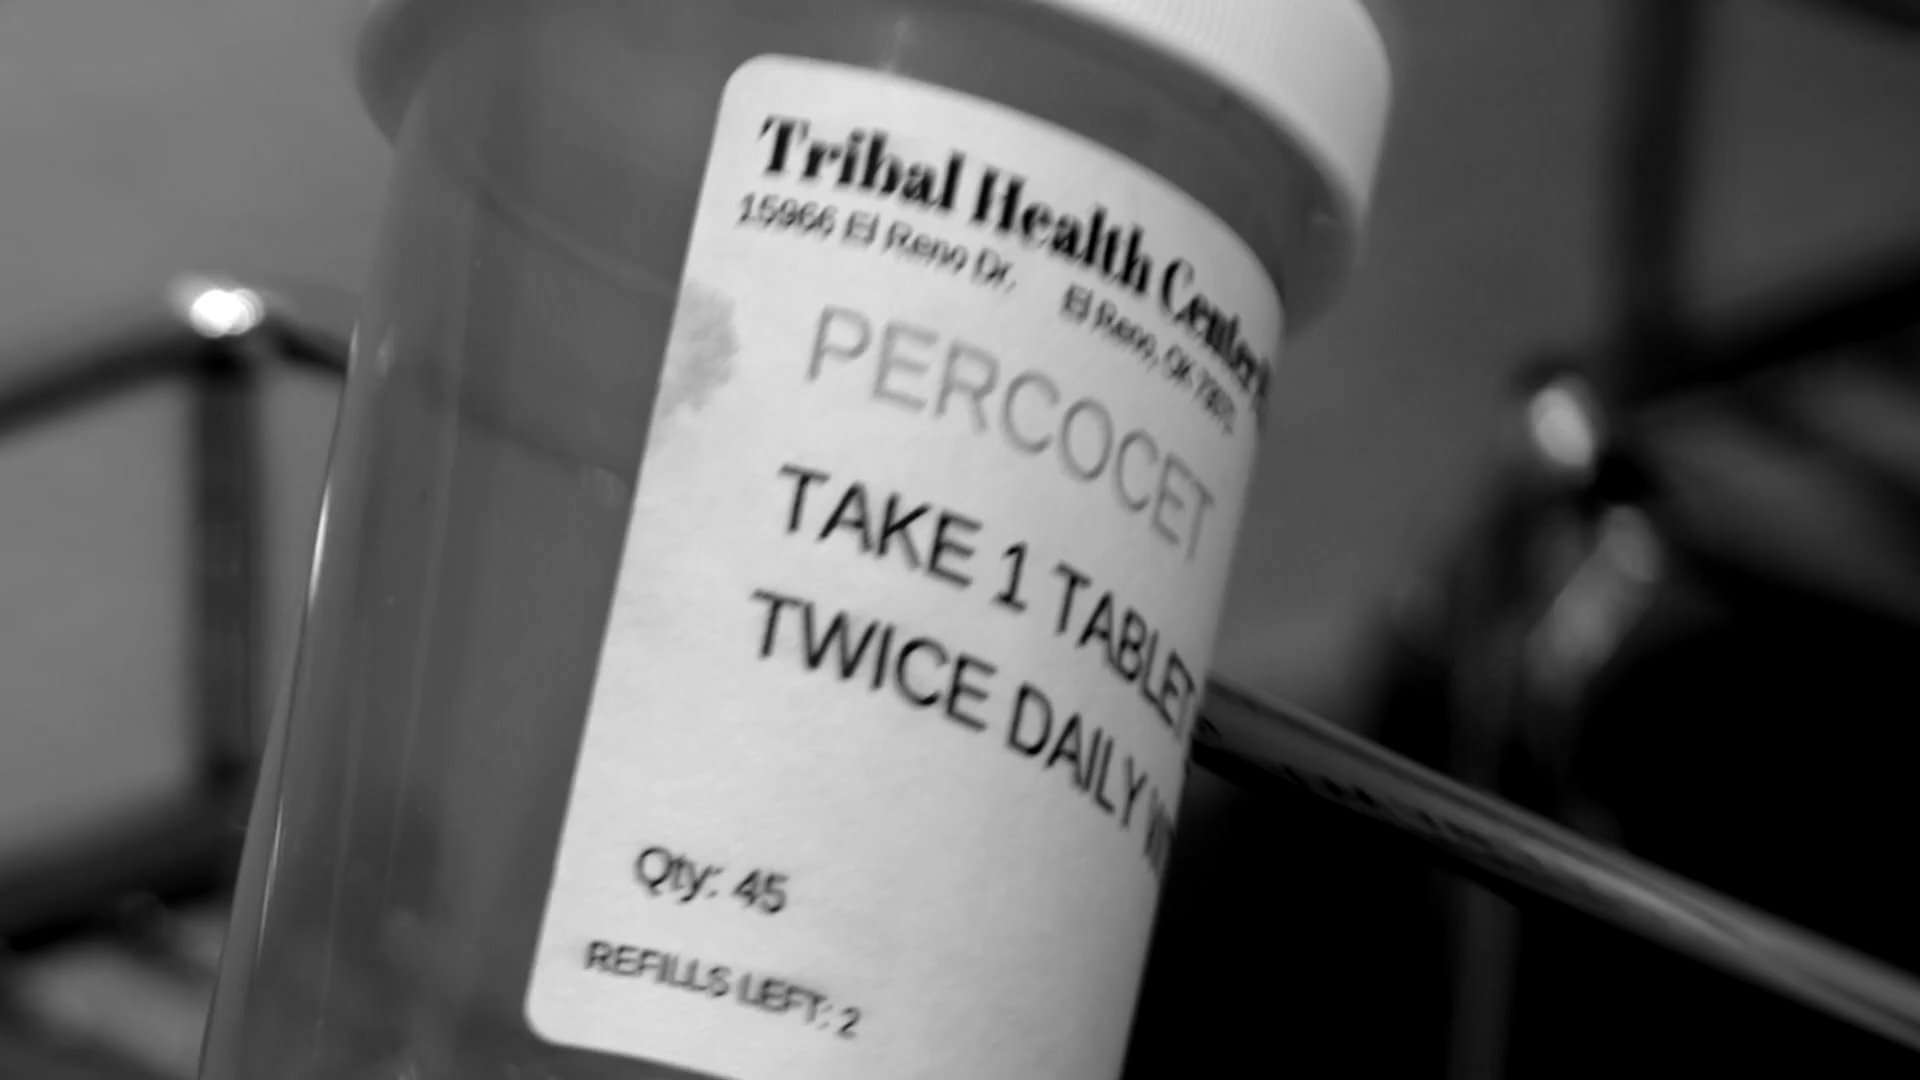 Tribal Health Center
15966 El Reno Dr. El Reno, OK
PERCOCET
TAKE 1 TABLET
TWICE DAILY
Qty: 45
REFILLS LEFT: 2